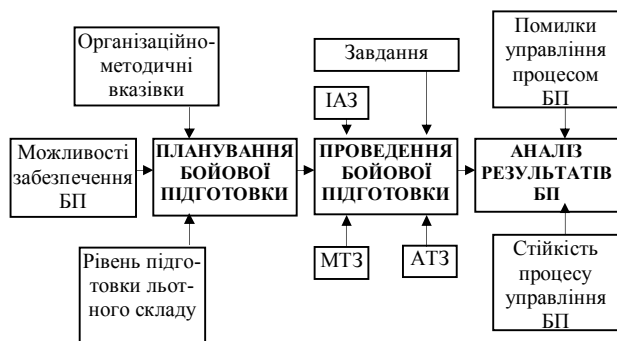 Організаційно-
методичні
вказівки
Завдання
ІАЗ
Помилки
управління
процесом
БП
Можливості
забезпечення
БП
ПЛАНУВАННЯ
БОЙОВОЇ
ПІДГОТОВКИ
ПРОВЕДЕННЯ
БОЙОВОЇ
ПІДГОТОВКИ
АНАЛІЗ
РЕЗУЛЬТАТІВ
БП
Рівень підго-
товки льот-
ного складу
МТЗ
АТЗ
Стійкість
процесу
управління
БП